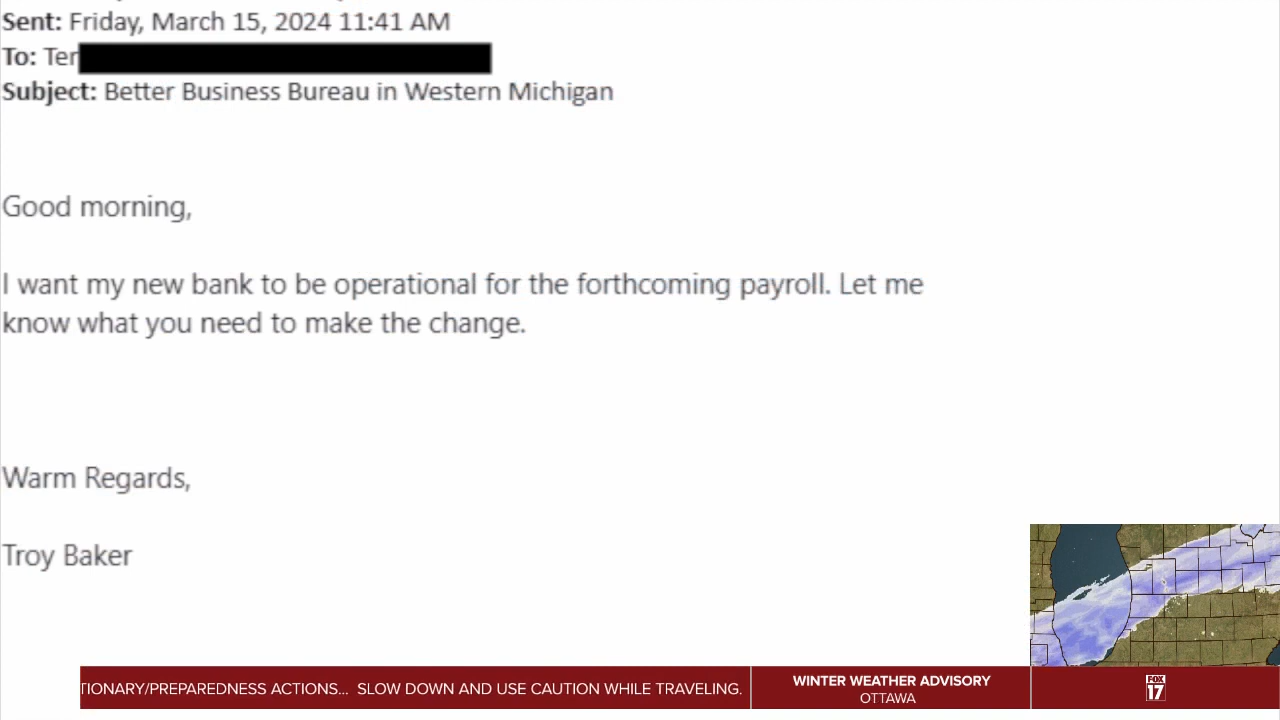 Sent: Friday, March 15, 2024 11:41 AM
To: Ter
Subject: Better Business Bureau in Western Michigan
Good morning,
I want my new bank to be operational for the forthcoming payroll. Let me
know what you need to make the change.
Warm Regards,
Troy Baker
TIONARY/PREPAREDNESS ACTIONS... SLOW DOWN AND USE CAUTION WHILE TRAVELING.
WINTER WEATHER ADVISORY
OTTAWA
FOX
17